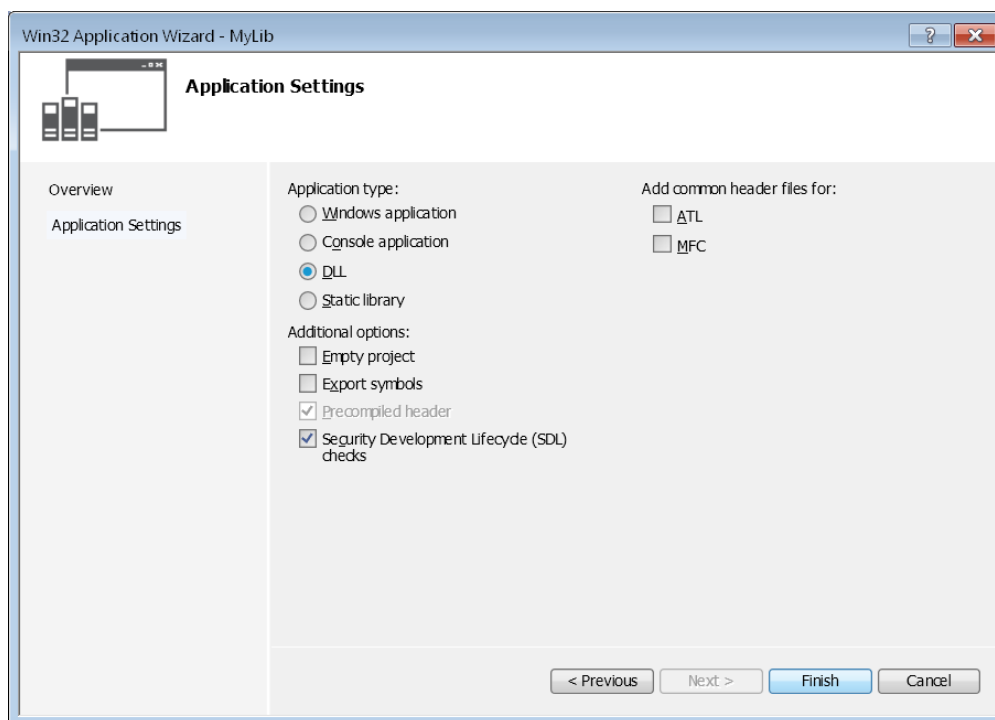 Win32 Application Wizard - MyLib
Application Settings
Overview
Application Settings
Application type:
Windows application
Console application
DLL
Static library
Additional options:
Empty project
Export symbols
Precompiled header
Security Development Lifecycle (SDL)
checks
Add common header files for:
ATL
MFC
< Previous
Next >
Finish
Cancel